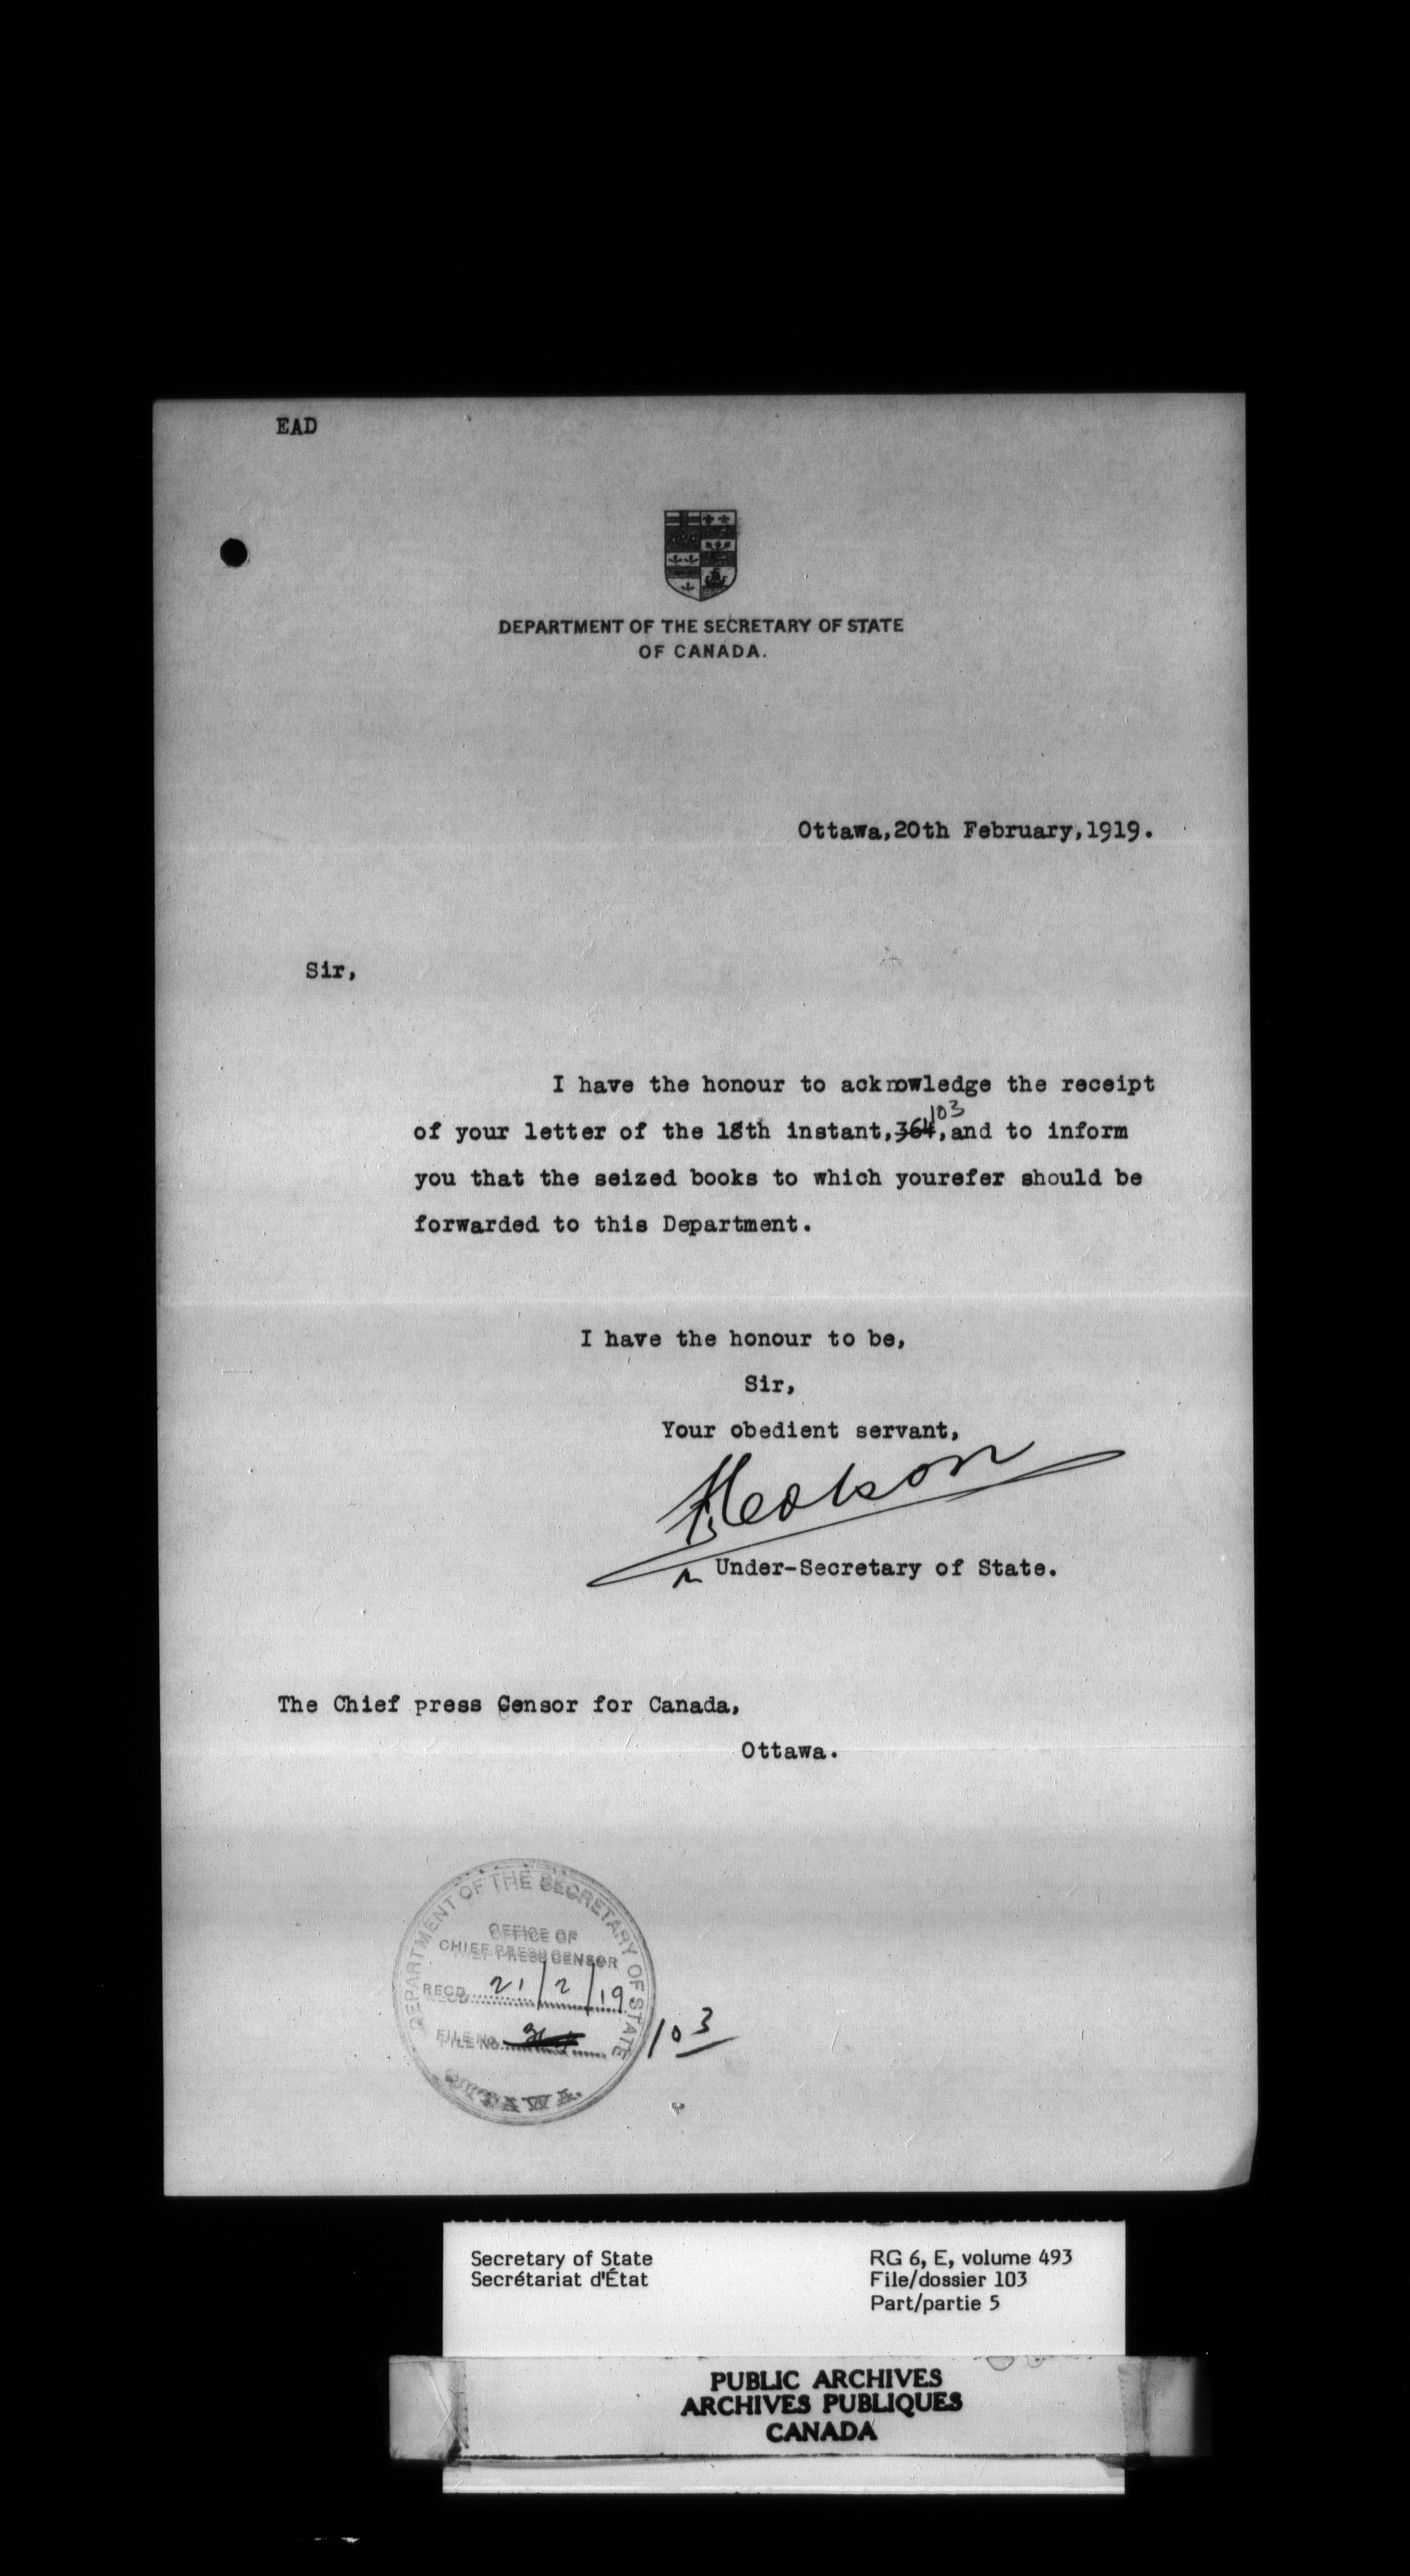 EAD
DEPARTMENT OF THE SECRETARY OF STATE
OF CANADA.
Ottawa,20th February,1919.
Sir,
I have the honour to acknowledge the receipt
103
of your letter of the 18th instant,364,and to inform
you that the seized books to which yourefer should be
forwarded to this Department.
I have the honour to be,
Sir,
Your obedient servant,
Under-Secretary of State.
The Chief press Censor for Canada,
Ottawa.
DEPARTMENT OF THE SECRETARY OF STATE
OFFICE OF
CHIEF PRESS CENSOR
RECD. 21/2/19
FILE NO. 103
OTTAWA.
Secretary of State
Secrétariat d'État
RG 6, E, volume 493
File/dossier 103
Part/partie 5
PUBLIC ARCHIVES
ARCHIVES PUBLIQUES
CANADA